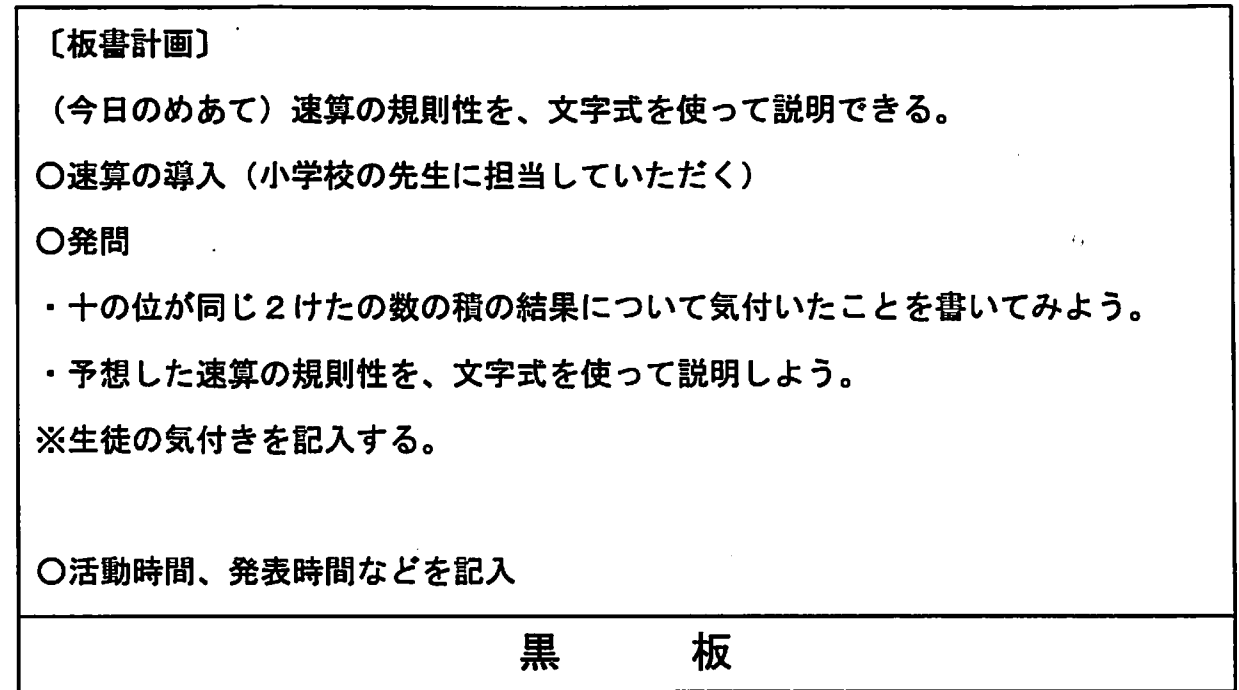 〔板書計画〕
（今日のめあて）速算の規則性を、文字式を使って説明できる。
○速算の導入（小学校の先生に担当していただく）
○発問
・十の位が同じ２けたの数の積の結果について気付いたことを書いてみよう。
・予想した速算の規則性を、文字式を使って説明しよう。
※生徒の気付きを記入する。
○活動時間、発表時間などを記入
黒　　　板